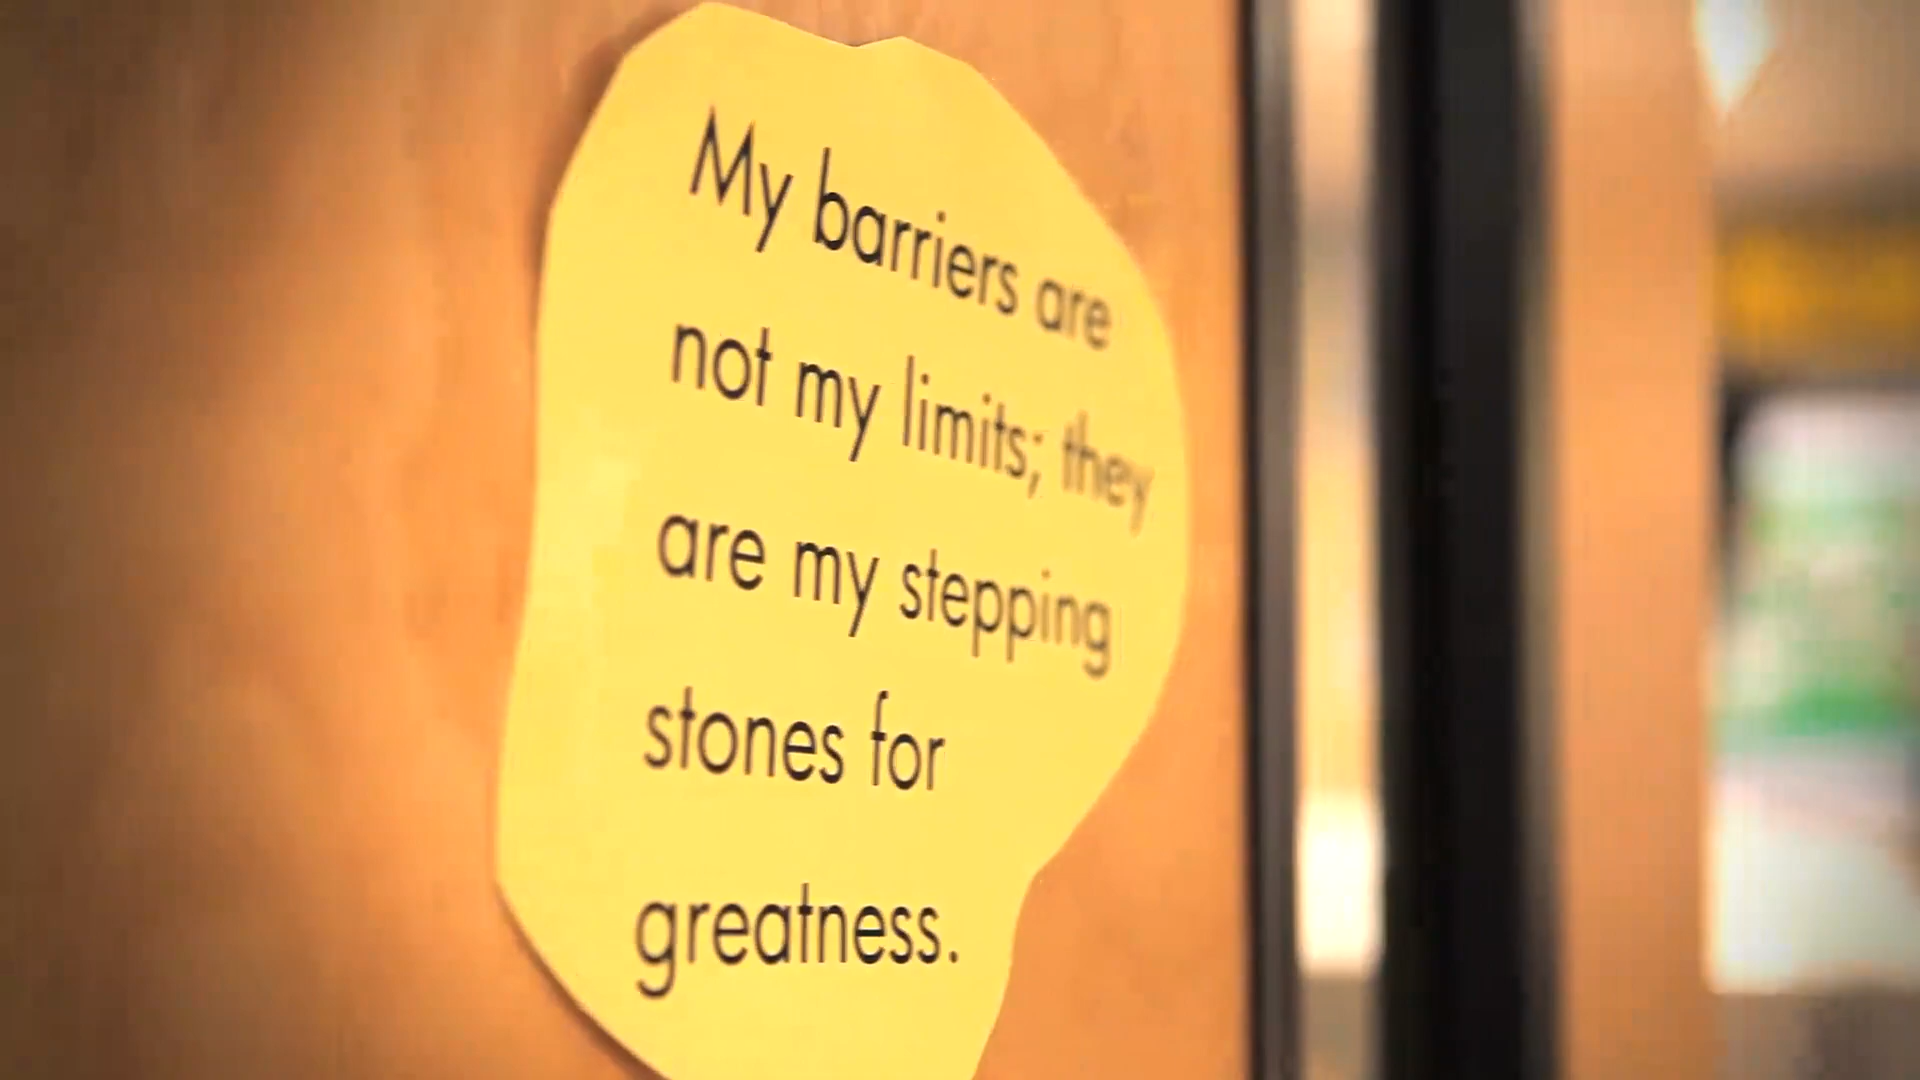 My barriers are
not my limits; they
are my stepping
stones for
greatness.